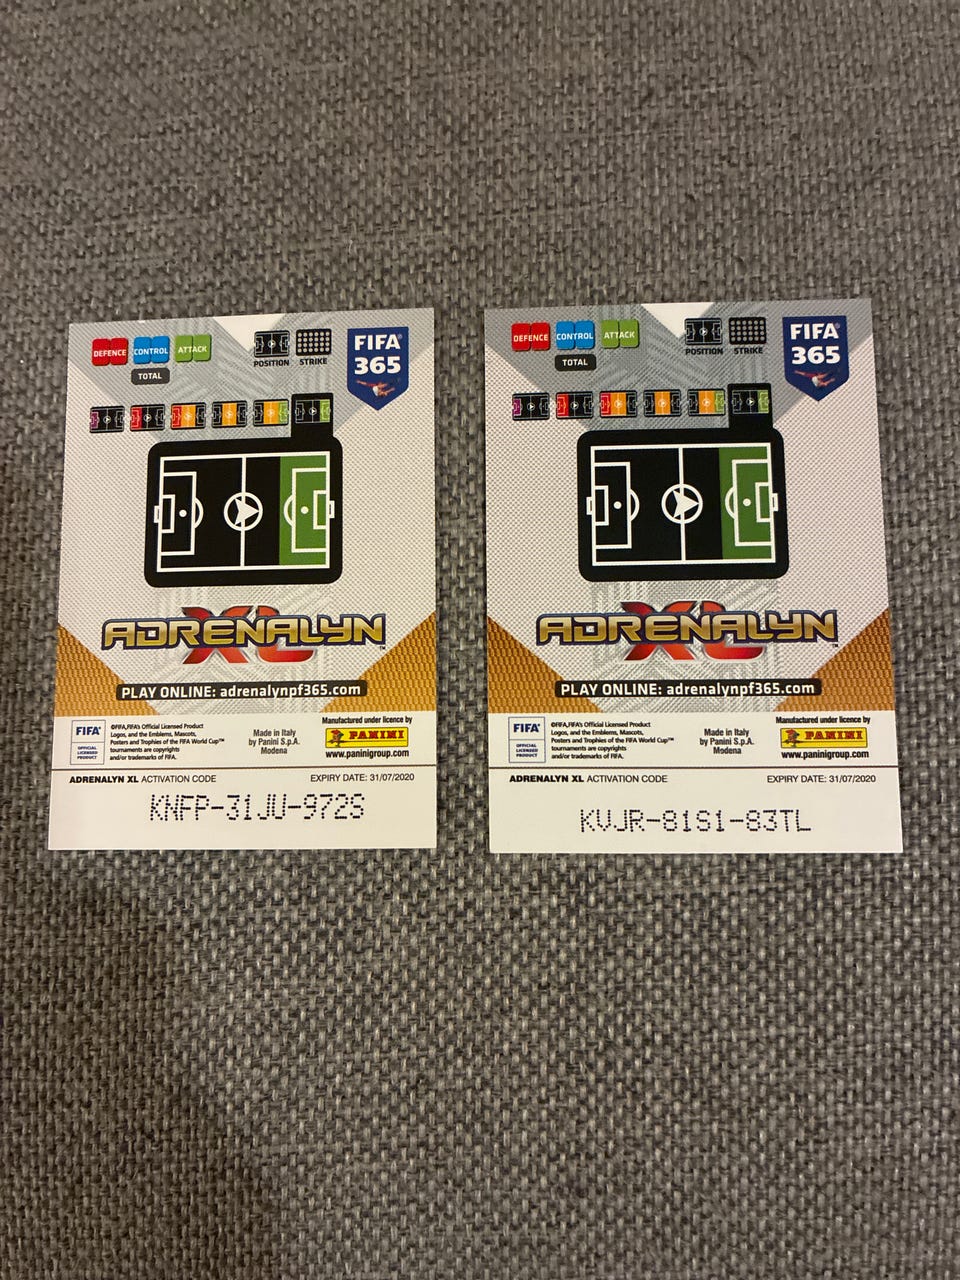 DEFENCE CONTROL ATTACK
TOTAL
POSITION STRIKE
FIFA
365
ADRENALYN XL™
PLAY ONLINE: adrenalynpf365.com
FIFA®
OFFICIAL
LICENSED
PRODUCT
©FIFA,FIFA's Official Licensed Product
Logos, and the Emblems, Mascots,
Posters and Trophies of the FIFA World Cup™
tournaments are copyrights
and/or trademarks of FIFA.
Made in Italy
by Panini S.p.A.
Modena
Manufactured under licence by
PANINI
www.paninigroup.com
ADRENALYN XL ACTIVATION CODE
EXPIRY DATE: 31/07/2020
KNFP-31JU-972S
DEFENCE CONTROL ATTACK
TOTAL
POSITION STRIKE
FIFA
365
ADRENALYN XL™
PLAY ONLINE: adrenalynpf365.com
FIFA®
OFFICIAL
LICENSED
PRODUCT
©FIFA,FIFA's Official Licensed Product
Logos, and the Emblems, Mascots,
Posters and Trophies of the FIFA World Cup™
tournaments are copyrights
and/or trademarks of FIFA.
Made in Italy
by Panini S.p.A.
Modena
Manufactured under licence by
PANINI
www.paninigroup.com
ADRENALYN XL ACTIVATION CODE
EXPIRY DATE: 31/07/2020
KVJR-81S1-83TL